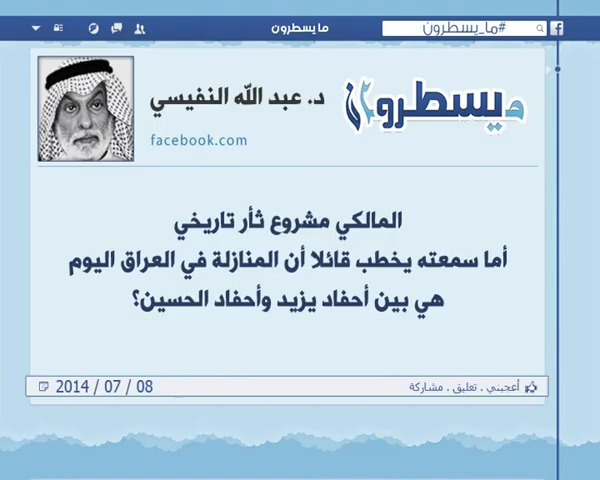 ما يسطرون
#ما_يسطرون
ما يسطرون
د. عبد الله النفيسي
facebook.com
المالكي مشروع ثأر تاريخي
أما سمعته يخطب قائلا أن المنازلة في العراق اليوم
هي بين أحفاد يزيد وأحفاد الحسين؟
أعجبني . تعليق . مشاركة
2014 / 07 / 08